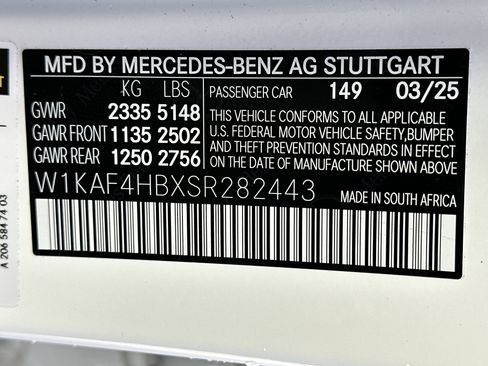 MFD BY MERCEDES-BENZ AG STUTTGART
KG LBS PASSENGER CAR 149 03/25
GWWR 2335 5148
GAWR FRONT 1135 2502
GAWR REAR 1250 2756
THIS VEHICLE CONFORMS TO ALL APPLICABLE
U.S. FEDERAL MOTOR VEHICLE SAFETY, BUMPER
AND THEFT PREVENTION STANDARDS IN EFFECT
ON THE DATE OF MANUFACTURE SHOWN ABOVE
W1KAF4HBXSR282443 MADE IN SOUTH AFRICA
A 206 584 74 03